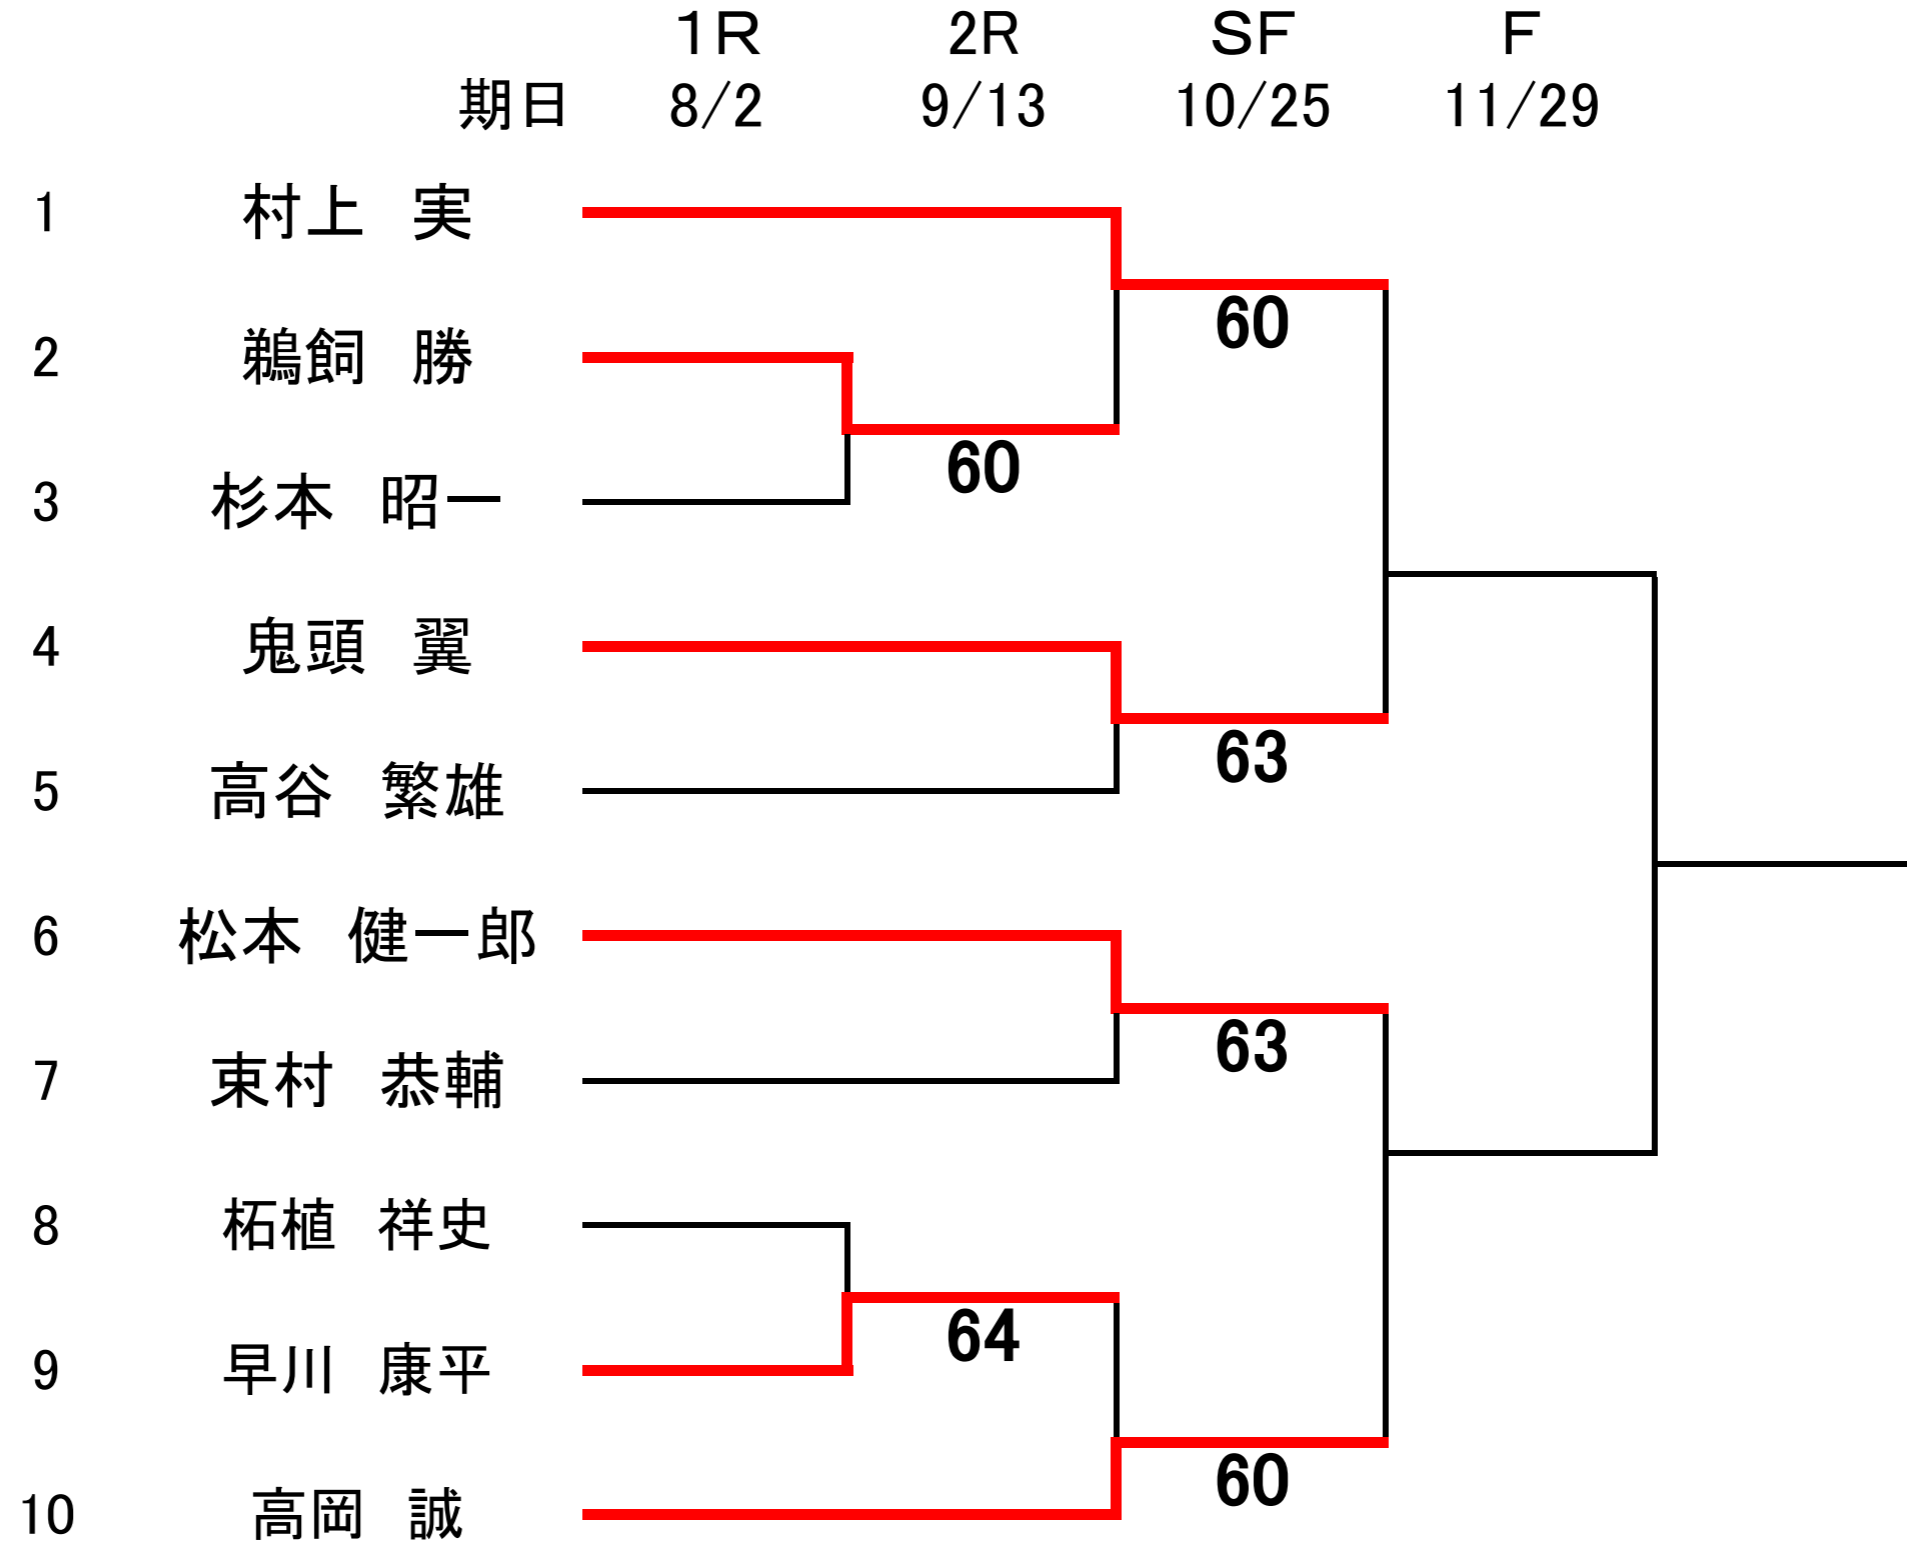 1R 2R SF F
期日 8/2 9/13 10/25 11/29
1 村上 実
60
2 鵜飼 勝
60
3 杉本 昭一
4 鬼頭 翼
63
5 高谷 繁雄
6 松本 健一郎
63
7 束村 恭輔
8 柘植 祥史
64
9 早川 康平
60
10 高岡 誠